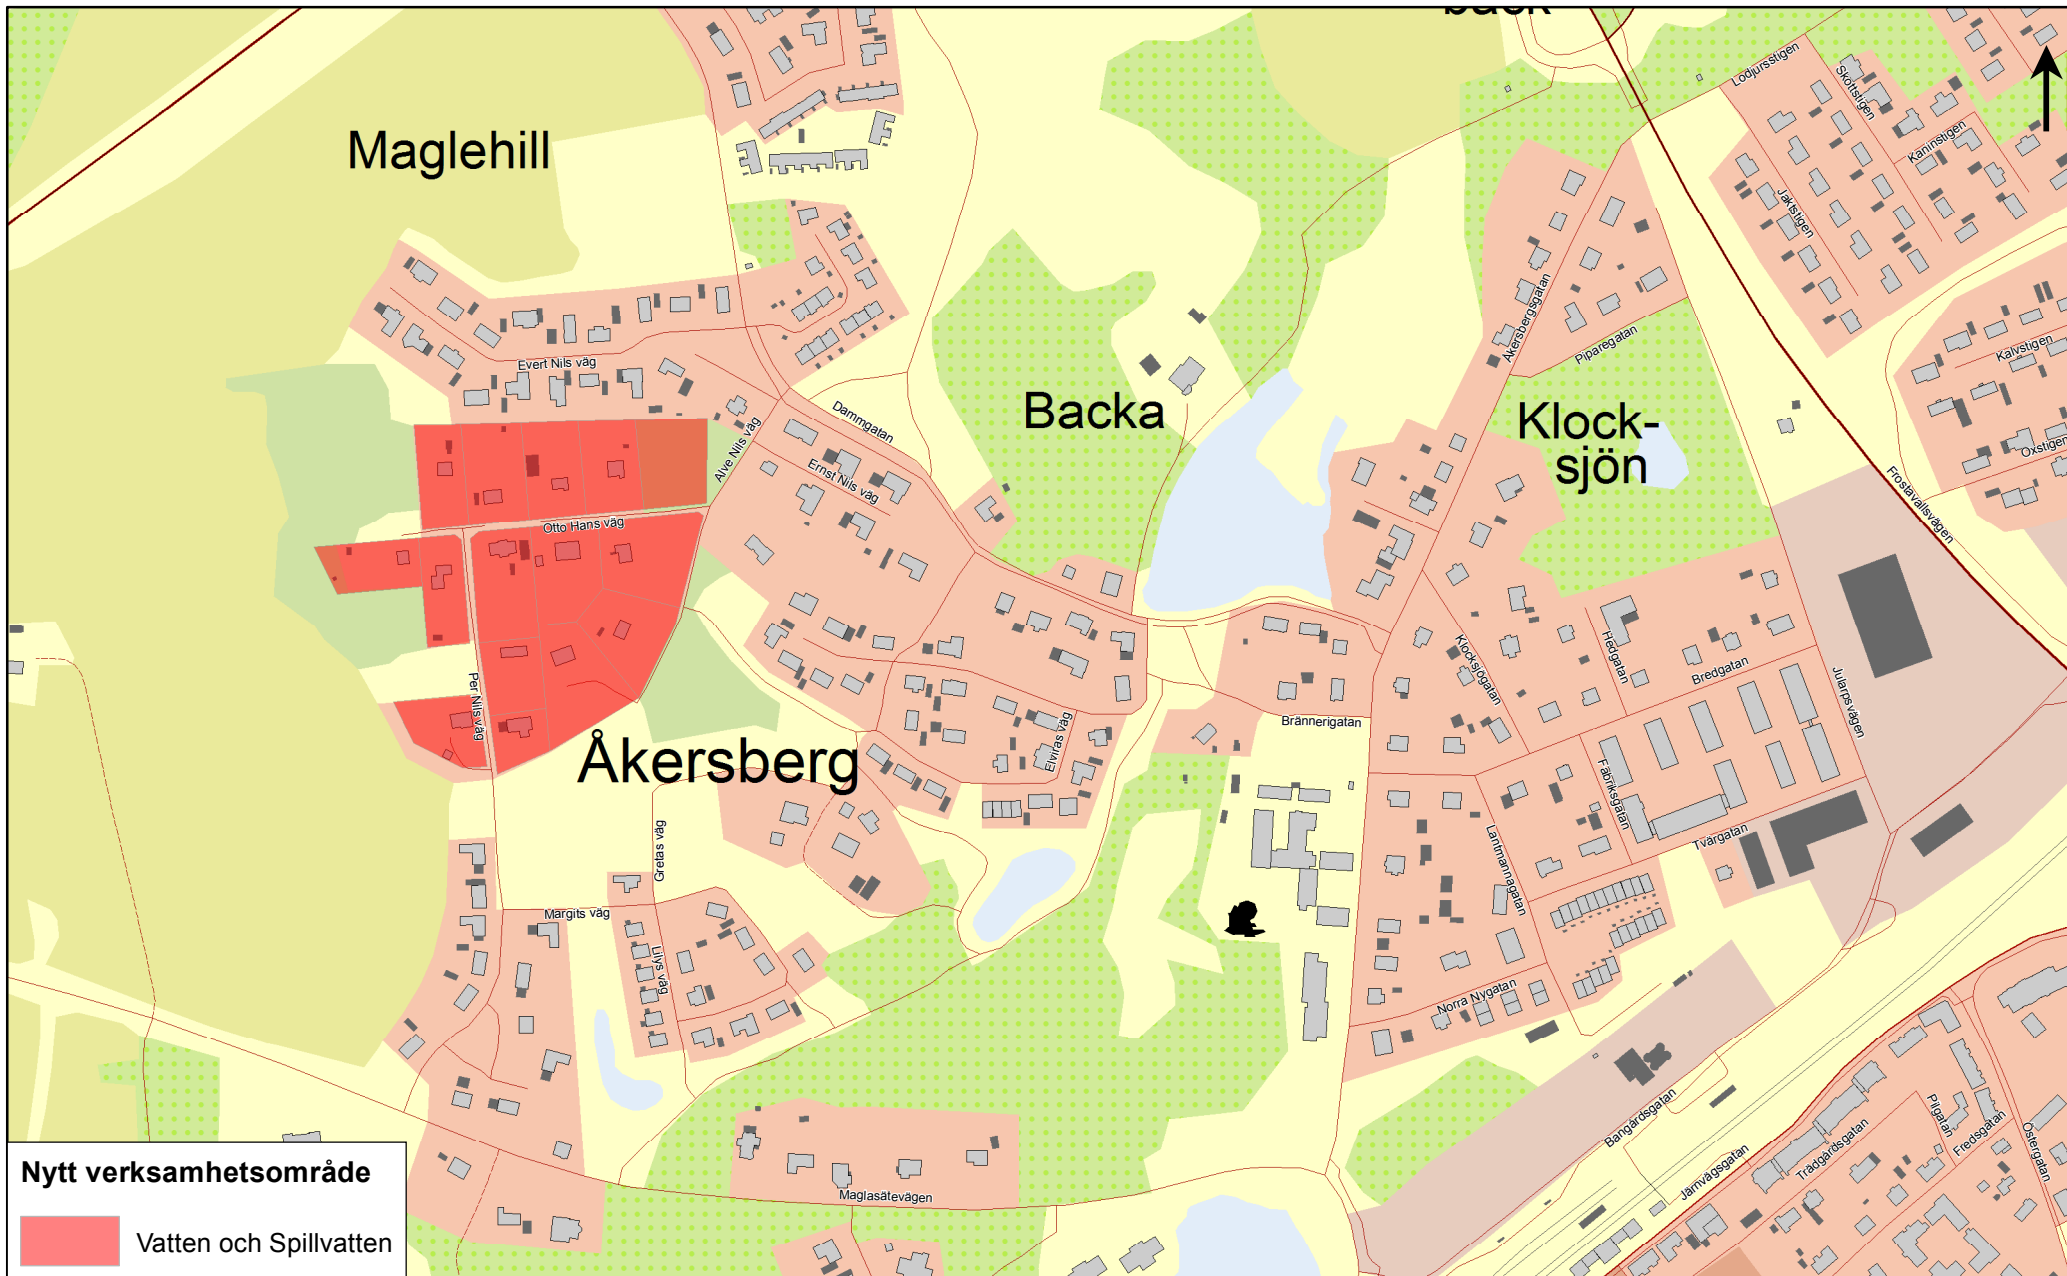 Maglehill
Lodjursstigen
Skottstigen
Kaninstigen
Jaktstigen
Evert Nils väg
Dammgatan
Alve Nils väg
Ernst Nils väg
Backa
Åkersbergsgatan
Piparegatan
Klock-
sjön
Kalvstigen
Oxstigen
Frostavallsvägen
Otto Hans väg
Per Nils väg
Åkersberg
Elviras väg
Brännerigatan
Klocksjögatan
Hedgatan
Bredgatan
Jularpsvägen
Fabriksgatan
Tvärgatan
Lantmannagatan
Gretas väg
Margits väg
Lilys väg
Norra Nygatan
Bangårdsgatan
Järnvägsgatan
Trädgårdsgatan
Pilgatan
Fredsgatan
Östergatan
Maglasätevägen
Nytt verksamhetsområde
Vatten och Spillvatten